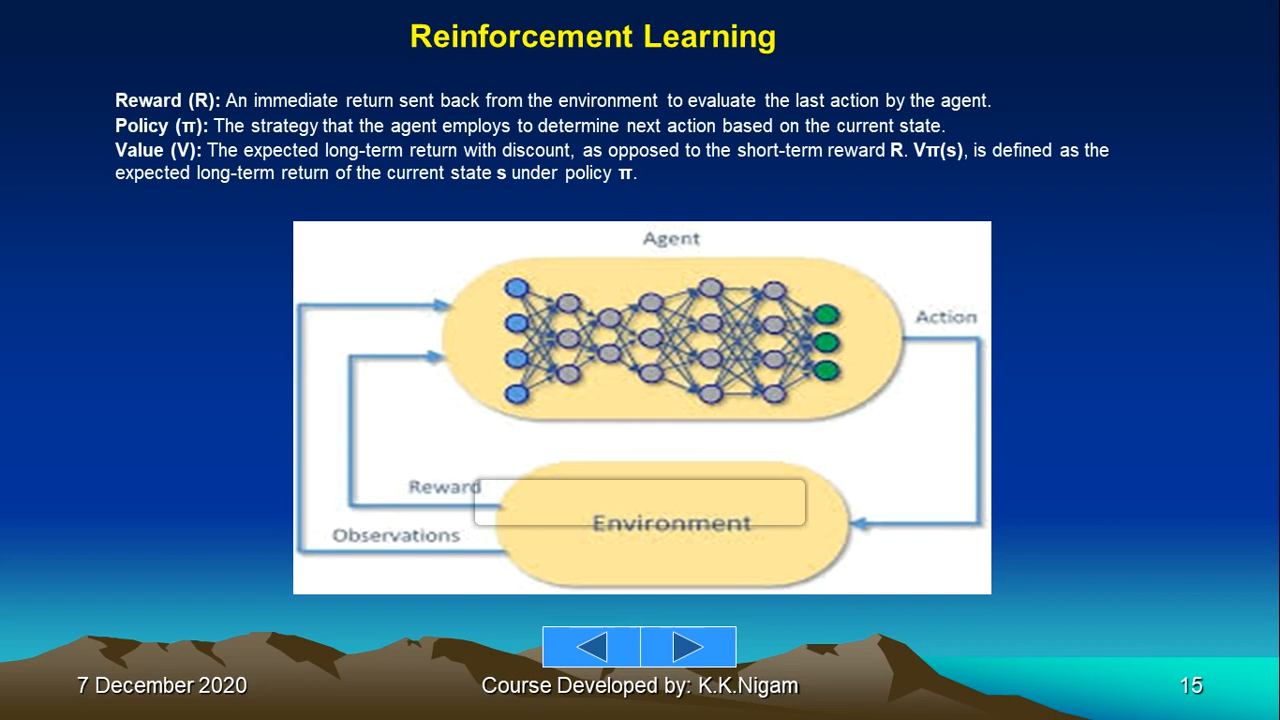 Reinforcement Learning
Reward (R): An immediate return sent back from the environment to evaluate the last action by the agent.
Policy (π): The strategy that the agent employs to determine next action based on the current state.
Value (V): The expected long-term return with discount, as opposed to the short-term reward R. Vπ(s), is defined as the
expected long-term return of the current state s under policy π.
Agent
Action
Reward
Environment
Observations
7 December 2020
Course Developed by: K.K.Nigam
15